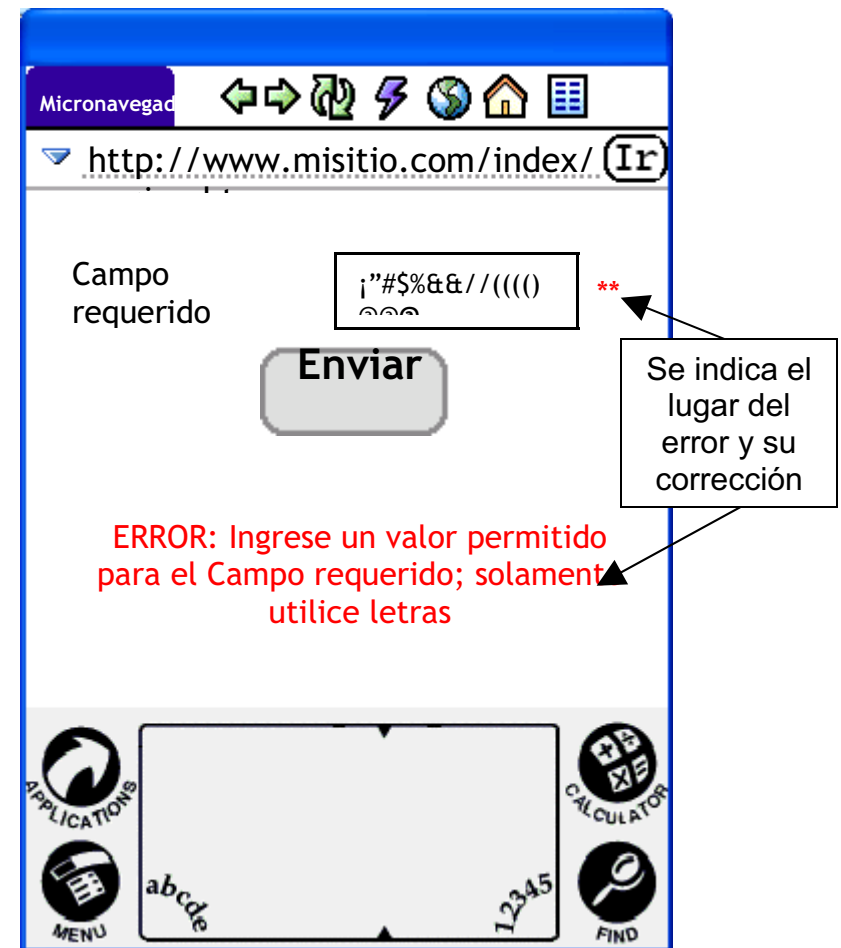 Micronavegad
http://www.misitio.com/index/ Ir
Campo
requerido
¡”#$%&&//(((()
**
Enviar
Se indica el
lugar del
error y su
corrección
ERROR: Ingrese un valor permitido
para el Campo requerido; solament
utilice letras
APPLICATIONS
CALCULATOR
MENU
abcde
12345
FIND